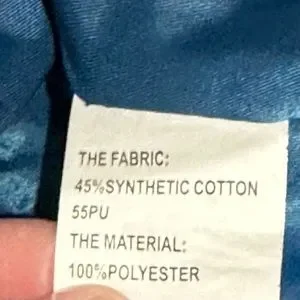 THE FABRIC:
45%SYNTHETIC COTTON
55PU
THE MATERIAL:
100%POLYESTER